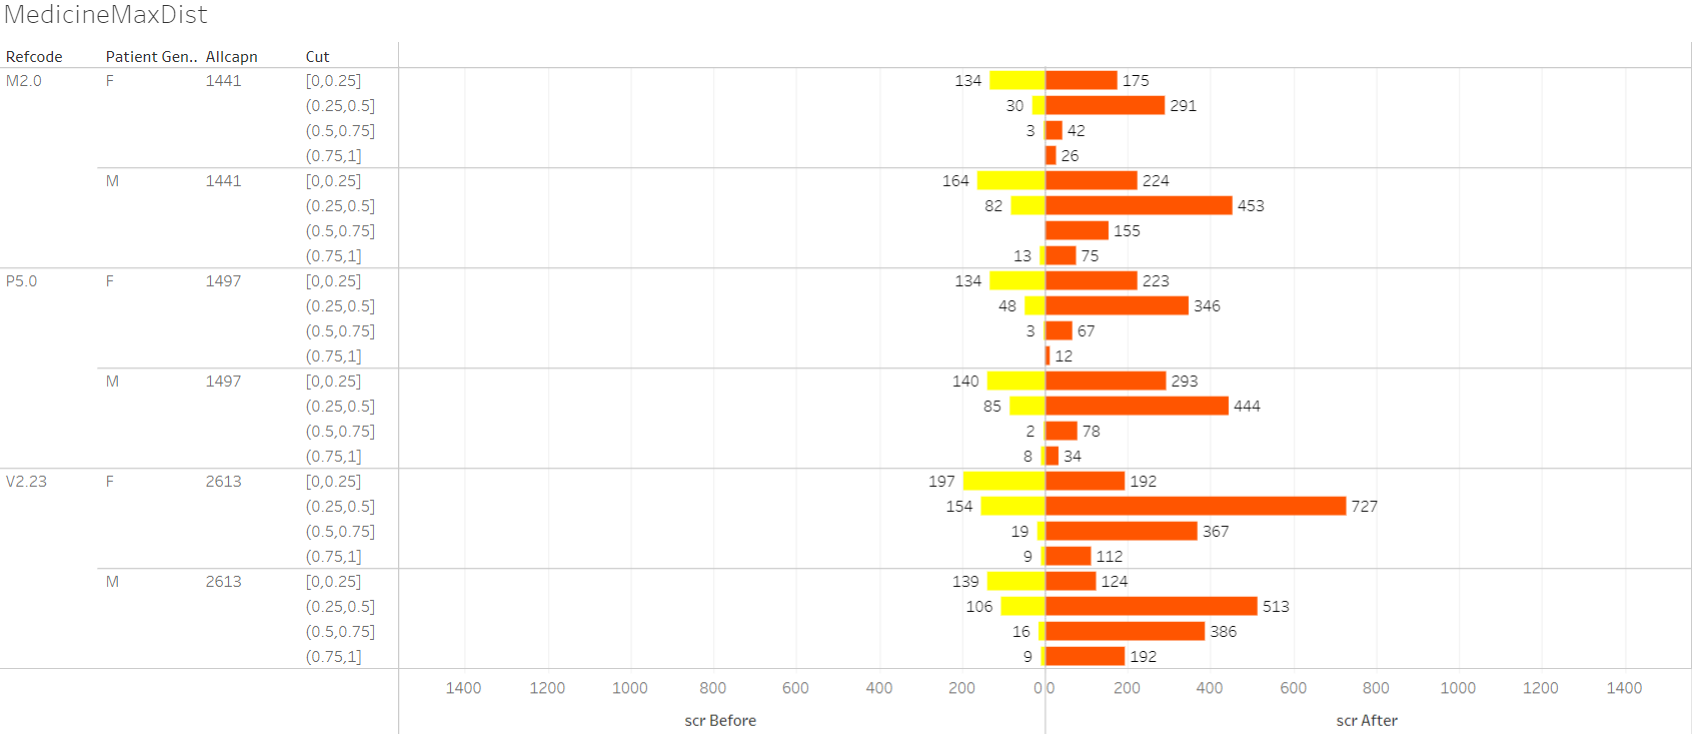 MedicineMaxDist
Refcode Patient Gen.. Allcapn Cut
M2.0 F 1441 [0,0.25] 134 175
(0.25,0.5] 30 291
(0.5,0.75] 3 42
(0.75,1] 26
M 1441 [0,0.25] 164 224
(0.25,0.5] 82 453
(0.5,0.75] 155
(0.75,1] 13 75
P5.0 F 1497 [0,0.25] 134 223
(0.25,0.5] 48 346
(0.5,0.75] 3 67
(0.75,1] 12
M 1497 [0,0.25] 140 293
(0.25,0.5] 85 444
(0.5,0.75] 2 78
(0.75,1] 8 34
V2.23 F 2613 [0,0.25] 197 192
(0.25,0.5] 154 727
(0.5,0.75] 19 367
(0.75,1] 9 112
M 2613 [0,0.25] 139 124
(0.25,0.5] 106 513
(0.5,0.75] 16 386
(0.75,1] 9 192
1400 1200 1000 800 600 400 200 0 0 200 400 600 800 1000 1200 1400
scr Before scr After